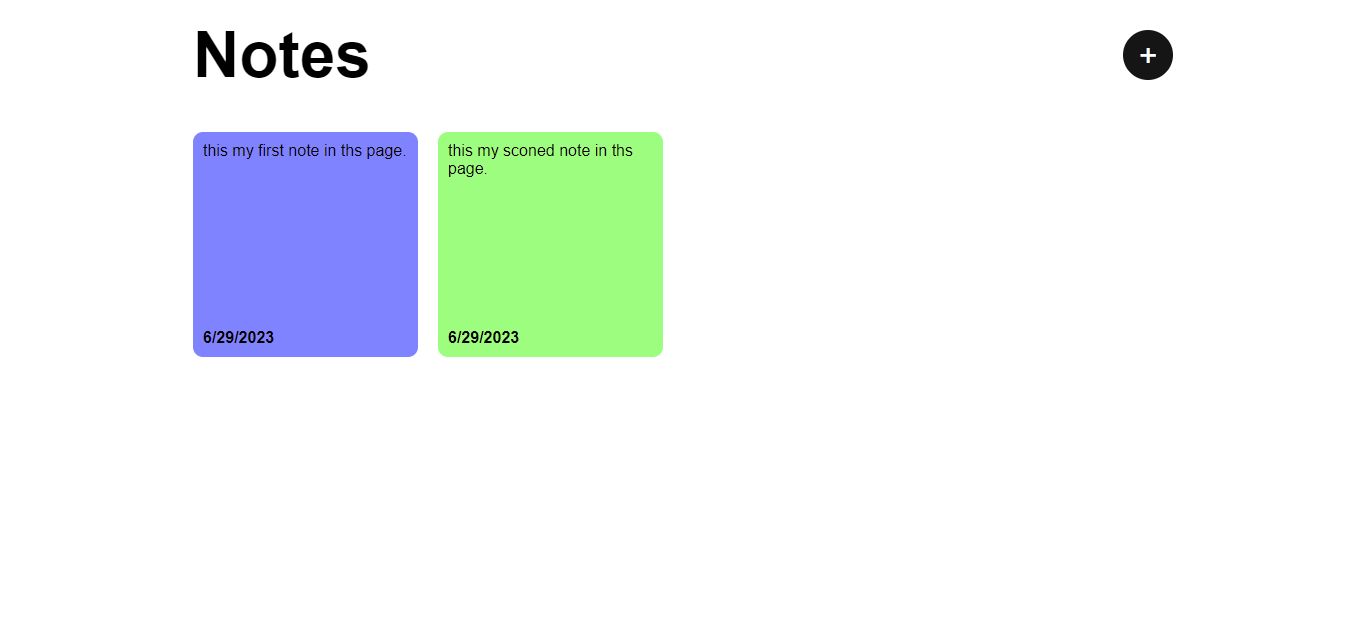 Notes
+
this my first note in ths page.
this my sconed note in ths
page.
6/29/2023
6/29/2023